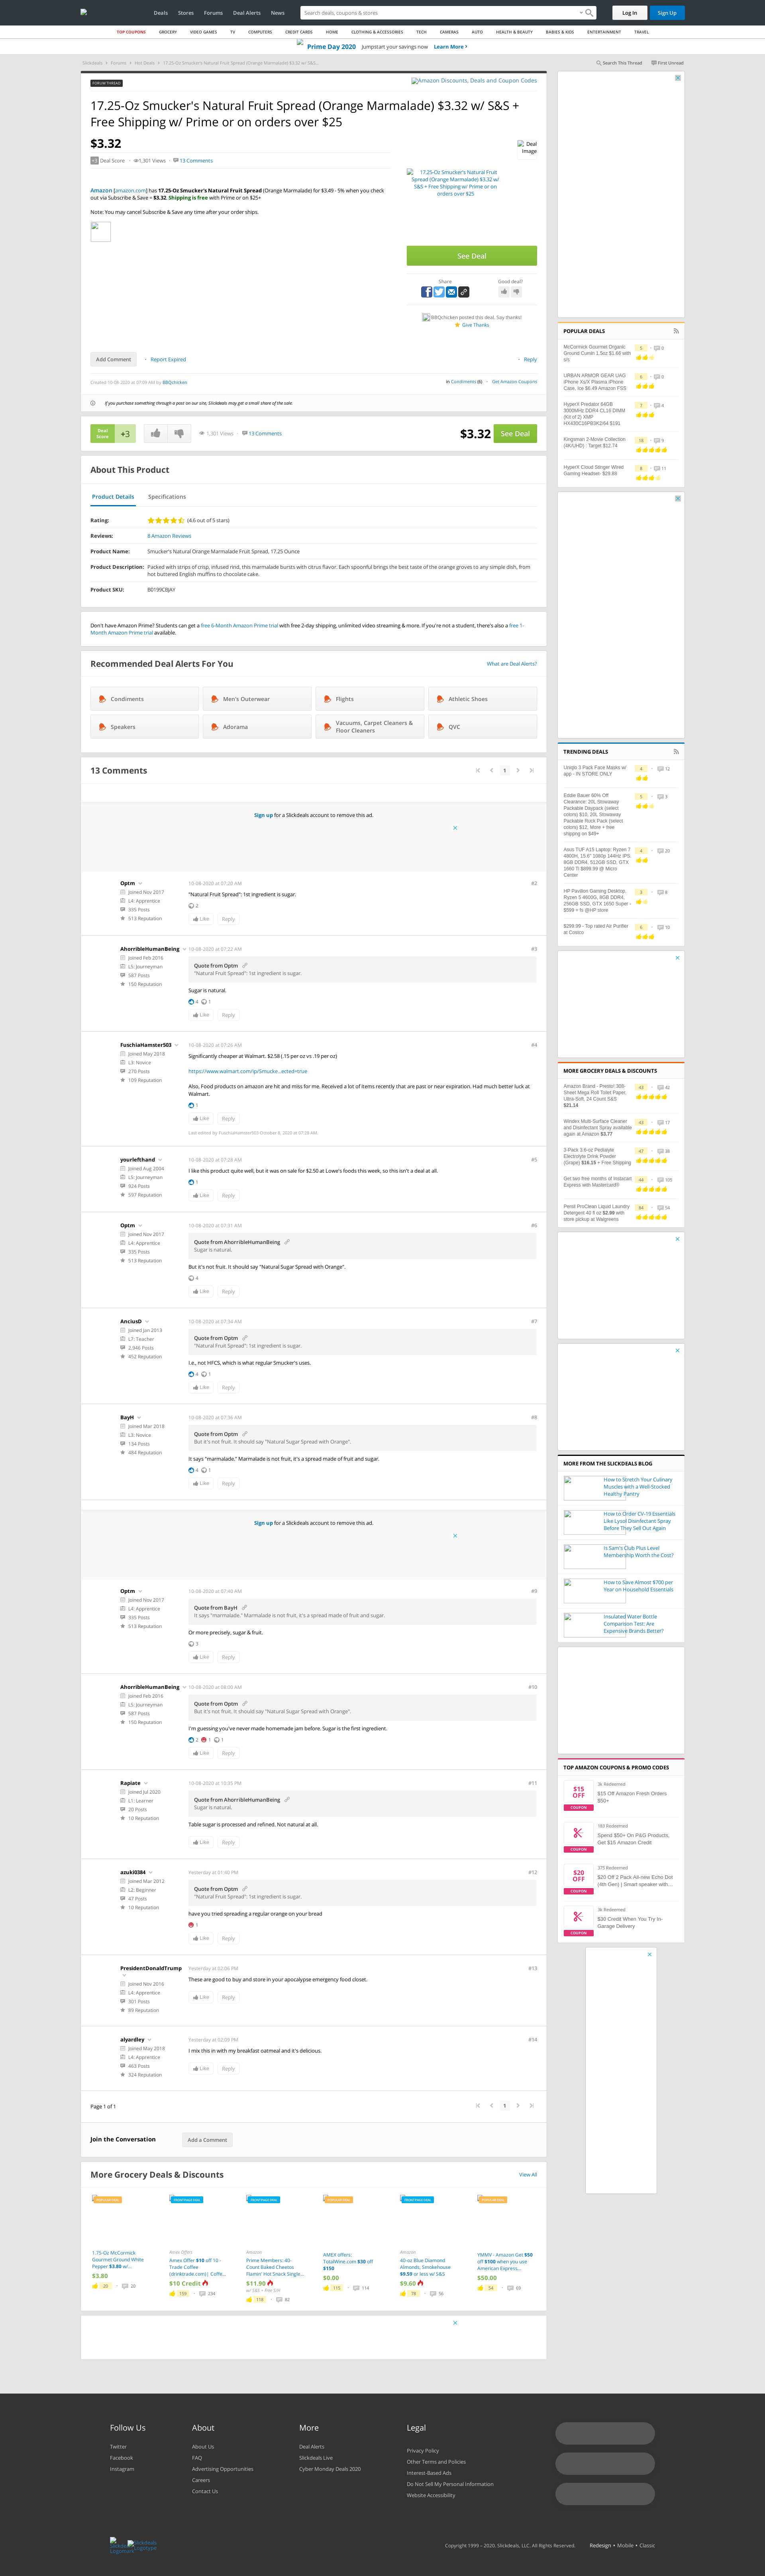 Deals Stores Forums Deal Alerts News
Search deals, coupons & stores
Log In Sign Up
TOP COUPONS GROCERY VIDEO GAMES TV COMPUTERS CREDIT CARDS HOME CLOTHING & ACCESSORIES TECH CAMERAS AUTO HEALTH & BEAUTY BABIES & KIDS ENTERTAINMENT TRAVEL
Prime Day 2020 Jumpstart your savings now Learn More
Slickdeals › Forums › Hot Deals › 17.25-Oz Smucker's Natural Fruit Spread (Orange Marmalade) $3.32 w/ S&S...
Search This Thread First Unread
FORUM THREAD
Amazon Discounts, Deals and Coupon Codes
17.25-Oz Smucker's Natural Fruit Spread (Orange Marmalade) $3.32 w/ S&S +
Free Shipping w/ Prime or on orders over $25
$3.32
Deal Image
+3 Deal Score 1,301 Views 13 Comments
Amazon [amazon.com] has 17.25-Oz Smucker's Natural Fruit Spread (Orange Marmalade) for $3.49 - 5% when you check
out via Subscribe & Save = $3.32. Shipping is free with Prime or on $25+
Note: You may cancel Subscribe & Save any time after your order ships.
17.25-Oz Smucker's Natural
Fruit Spread (Orange
Marmalade) $3.32 w/
S&S + Free Shipping w/
Prime or on orders
over $25
See Deal
Share Good deal?
BBQchicken posted this deal. Say thanks!
Give Thanks
Add Comment Report Expired Reply
Created 10-08-2020 at 07:09 AM by BBQchicken
in Condiments (6) Get Amazon Coupons
If you purchase something through a post on our site, Slickdeals may get a small share of the sale.
Deal
Score
+3
1,301 Views 13 Comments
$3.32 See Deal
About This Product
Product Details Specifications
Rating: (4.6 out of 5 stars)
Reviews: 8 Amazon Reviews
Product Name: Smucker's Natural Orange Marmalade Fruit Spread, 17.25 Ounce
Product Description: Packed with strips of crisp, infused rind, this marmalade bursts with citrus flavor. Each spoonful brings the best taste of the orange groves to any simple dish, from
hot buttered English muffins to chocolate cake.
Product SKU: B0199CBJAY
Don't have Amazon Prime? Students can get a free 6-Month Amazon Prime trial with free 2-day shipping, unlimited video streaming & more. If you're not a student, there's also a free 1-
Month Amazon Prime trial available.
Recommended Deal Alerts For You
What are Deal Alerts?
Condiments Men's Outerwear Flights Athletic Shoes
Speakers Adorama Vacuums, Carpet Cleaners &
Floor Cleaners QVC
13 Comments
1
Sign up for a Slickdeals account to remove this ad.
Optm
Joined Nov 2017
L4: Apprentice
335 Posts
513 Reputation
10-08-2020 at 07:20 AM #2
"Natural Fruit Spread": 1st ingredient is sugar.
2
Like Reply
AhorribleHumanBeing
Joined Feb 2016
L5: Journeyman
587 Posts
150 Reputation
10-08-2020 at 07:22 AM #3
Quote from Optm
"Natural Fruit Spread": 1st ingredient is sugar.
Sugar is natural.
4 1
Like Reply
FuschiaHamster503
Joined May 2018
L3: Novice
270 Posts
109 Reputation
10-08-2020 at 07:26 AM #4
Significantly cheaper at Walmart. $2.58 (.15 per oz vs .19 per oz)
https://www.walmart.com/ip/Smucke...ected=true
Also, Food products on amazon are hit and miss for me. Received a lot of items recently that are past or near expiration. Had much better luck at
Walmart.
1
Like Reply
Last edited by FuschiaHamster503 October 8, 2020 at 07:28 AM
yourlefthand
Joined Aug 2004
L5: Journeyman
924 Posts
597 Reputation
10-08-2020 at 07:28 AM #5
I like this product quite well, but it was on sale for $2.50 at Lowe's foods this week, so this isn't a deal at all.
1
Like Reply
Optm
Joined Nov 2017
L4: Apprentice
335 Posts
513 Reputation
10-08-2020 at 07:31 AM #6
Quote from AhorribleHumanBeing
Sugar is natural.
But it's not fruit. It should say "Natural Sugar Spread with Orange".
4
Like Reply
AnciusD
Joined Jan 2013
L7: Teacher
2,946 Posts
452 Reputation
10-08-2020 at 07:34 AM #7
Quote from Optm
"Natural Fruit Spread": 1st ingredient is sugar.
I.e., not HFCS, which is what regular Smucker's uses.
4 1
Like Reply
BayH
Joined Mar 2018
L3: Novice
134 Posts
484 Reputation
10-08-2020 at 07:36 AM #8
Quote from Optm
But it's not fruit. It should say "Natural Sugar Spread with Orange".
It says "marmalade." Marmalade is not fruit, it's a spread made of fruit and sugar.
4 1
Like Reply
Sign up for a Slickdeals account to remove this ad.
Optm
Joined Nov 2017
L4: Apprentice
335 Posts
513 Reputation
10-08-2020 at 07:40 AM #9
Quote from BayH
It says "marmalade." Marmalade is not fruit, it's a spread made of fruit and sugar.
Or more precisely, sugar & fruit.
3
Like Reply
AhorribleHumanBeing
Joined Feb 2016
L5: Journeyman
587 Posts
150 Reputation
10-08-2020 at 08:00 AM #10
Quote from Optm
But it's not fruit. It should say "Natural Sugar Spread with Orange".
I'm guessing you've never made homemade jam before. Sugar is the first ingredient.
2 1 1
Like Reply
Rapiate
Joined Jul 2020
L1: Learner
20 Posts
10 Reputation
10-08-2020 at 10:35 PM #11
Quote from AhorribleHumanBeing
Sugar is natural.
Table sugar is processed and refined. Not natural at all.
Like Reply
azuki0384
Joined Mar 2012
L2: Beginner
47 Posts
10 Reputation
Yesterday at 01:40 PM #12
Quote from Optm
"Natural Fruit Spread": 1st ingredient is sugar.
have you tried spreading a regular orange on your bread
1
Like Reply
PresidentDonaldTrump
Joined Nov 2016
L4: Apprentice
301 Posts
89 Reputation
Yesterday at 02:06 PM #13
These are good to buy and store in your apocalypse emergency food closet.
Like Reply
alyardley
Joined May 2018
L4: Apprentice
463 Posts
324 Reputation
Yesterday at 02:09 PM #14
I mix this in with my breakfast oatmeal and it's delicious.
Like Reply
Page 1 of 1
1
Join the Conversation Add a Comment
More Grocery Deals & Discounts View All
1.75-Oz McCormick
Gourmet Ground White
Pepper $3.80 w/...
$3.80
20 20
Amex Offers
Amex Offer $10 off 10 -
Trade Coffee
(drinktrade.com)| Coffe...
$10 Credit
155 234
Amazon
Prime Members: 40-
Count Baked Cheetos
Flamin' Hot Snack Single...
$11.90
118 82
AMEX offers:
TotalWine.com $30 off
$150
$0.00
115 114
Amazon
40-oz Blue Diamond
Almonds, Smokehouse
$9.59 or less w/ S&S
$9.60
78 56
YMMV - Amazon Get $50
off $100 when you use
American Express...
$50.00
54 69
POPULAR DEALS
McCormick Gourmet Organic
Ground Cumin 1.5oz $1.68 with
s/s
5 0
URBAN ARMOR GEAR UAG
iPhone Xs/X Plasma iPhone
Case, Ice $6.49 Amazon FSS
6 0
HyperX Predator 64GB
3000MHz DDR4 CL16 DIMM
(Kit of 2) XMP
HX430C16PB3K2/64 $191
7 4
Kingsman 2-Movie Collection
(4K/UHD) : Target $12.74
18 9
HyperX Cloud Stinger Wired
Gaming Headset- $29.88
8 11
TRENDING DEALS
Uniqlo 3 Pack Face Masks w/
app - IN STORE ONLY
4 12
Eddie Bauer 60% Off
Clearance: 20L Stowaway
Packable Daypack (select
colors) $10, 20L Stowaway
Packable Ruck Pack (select
colors) $12, More + free
shipping on $49+
5 3
Asus TUF A15 Laptop: Ryzen 7
4800H, 15.6" 1080p 144Hz IPS,
8GB DDR4, 512GB SSD, GTX
1660 Ti $899.99 @ Micro
Center
4 20
HP Pavilion Gaming Desktop,
Ryzen 5 4600G, 8GB DDR4,
256GB SSD, GTX 1650 Super -
$599 + fs @HP store
3 8
$299.99 - Top rated Air Purifier
at Costco
6 10
MORE GROCERY DEALS & DISCOUNTS
Amazon Brand - Presto! 308-
Sheet Mega Roll Toilet Paper,
Ultra-Soft, 24 Count S&S
$21.14
43 42
Windex Multi-Surface Cleaner
and Disinfectant Spray available
again at Amazon $3.77
43 17
3-Pack 3.6-oz Pedialyte
Electrolyte Drink Powder
(Grape) $16.15 + Free Shipping
47 38
Get two free months of Instacart
Express with Mastercard®
44 105
Persil ProClean Liquid Laundry
Detergent 40 fl oz $2.99 with
store pickup at Walgreens
84 54
MORE FROM THE SLICKDEALS BLOG
How to Stretch Your Culinary
Muscles with a Well-Stocked
Healthy Pantry
How to Order CV-19 Essentials
Like Lysol Disinfectant Spray
Before They Sell Out Again
Is Sam's Club Plus Level
Membership Worth the Cost?
How to Save Almost $700 per
Year on Household Essentials
Insulated Water Bottle
Comparison Test: Are
Expensive Brands Better?
TOP AMAZON COUPONS & PROMO CODES
$15
OFF
COUPON
3k Redeemed
$15 Off Amazon Fresh Orders
$50+
COUPON
183 Redeemed
Spend $50+ On P&G Products,
Get $15 Amazon Credit
$20
OFF
COUPON
375 Redeemed
$20 Off 2 Pack All-new Echo Dot
(4th Gen) | Smart speaker with...
COUPON
3k Redeemed
$30 Credit When You Try In-
Garage Delivery
Follow Us
Twitter
Facebook
Instagram
About
About Us
FAQ
Advertising Opportunities
Careers
Contact Us
More
Deal Alerts
Slickdeals Live
Cyber Monday Deals 2020
Legal
Privacy Policy
Other Terms and Policies
Interest-Based Ads
Do Not Sell My Personal Information
Website Accessibility
Copyright 1999 - 2020. Slickdeals, LLC. All Rights Reserved. Redesign • Mobile • Classic